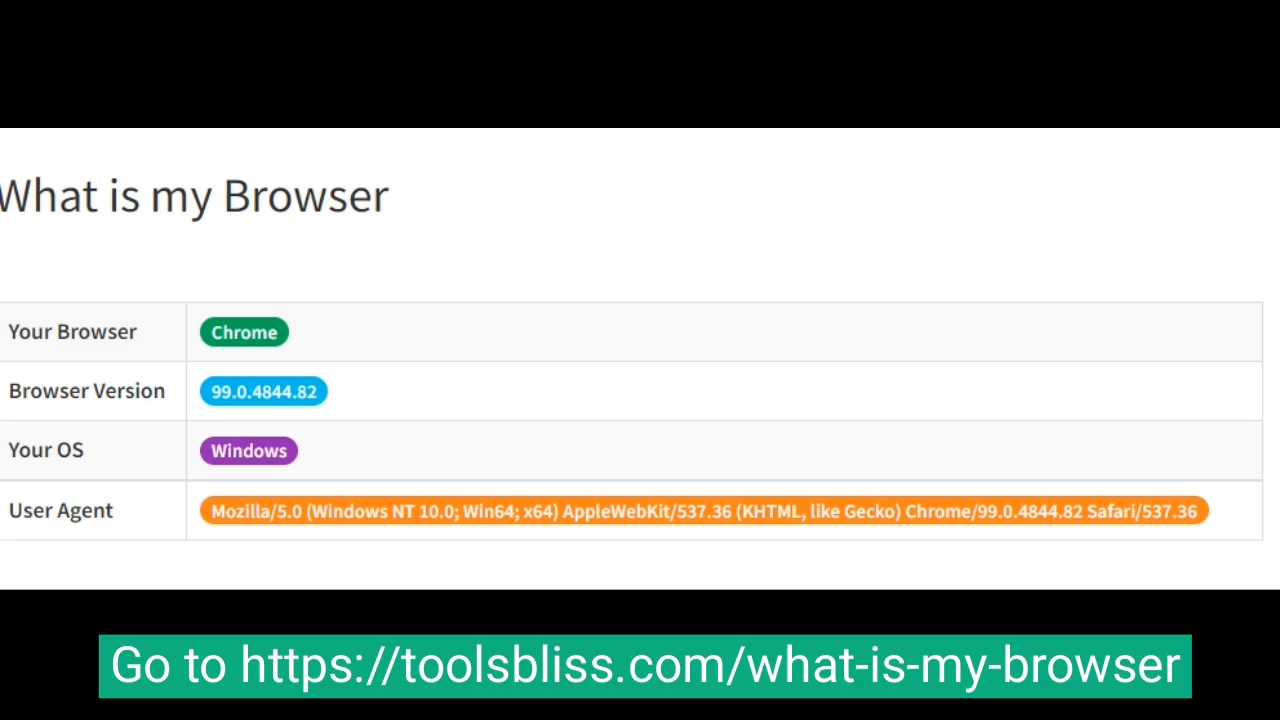 What is my Browser
Your Browser Chrome
Browser Version 99.0.4844.82
Your OS Windows
User Agent Mozilla/5.0 (Windows NT 10.0; Win64; x64) AppleWebKit/537.36 (KHTML, like Gecko) Chrome/99.0.4844.82 Safari/537.36
Go to https://toolsbliss.com/what-is-my-browser